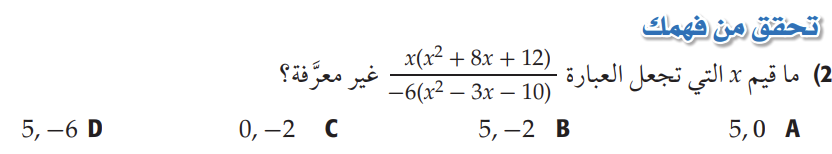 تحقق من فهمك
2) ما قيم x التي تجعل العبارة \frac{x(x^2 + 8x + 12)}{-6(x^2 - 3x - 10)} غير معرَّفة؟
A 5, 0 B 5, −2 C 0, −2 D 5, −6